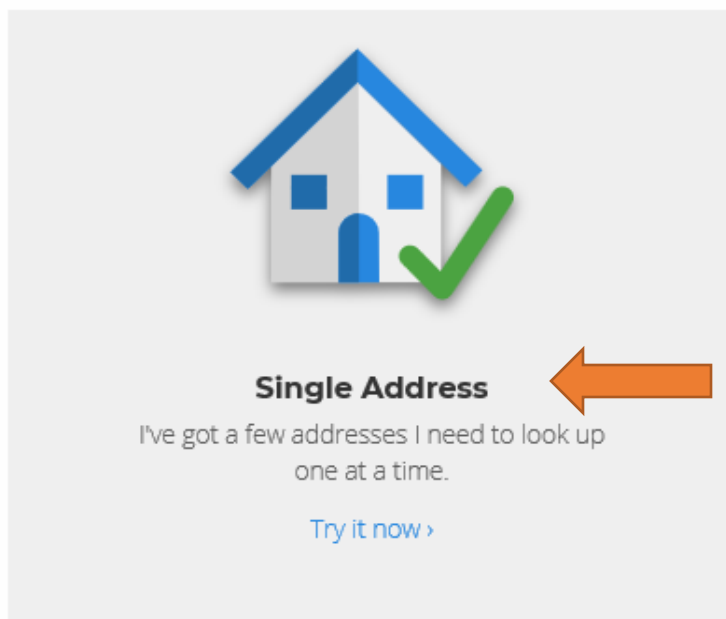 Single Address
I've got a few addresses I need to look up
one at a time.
Try it now ›